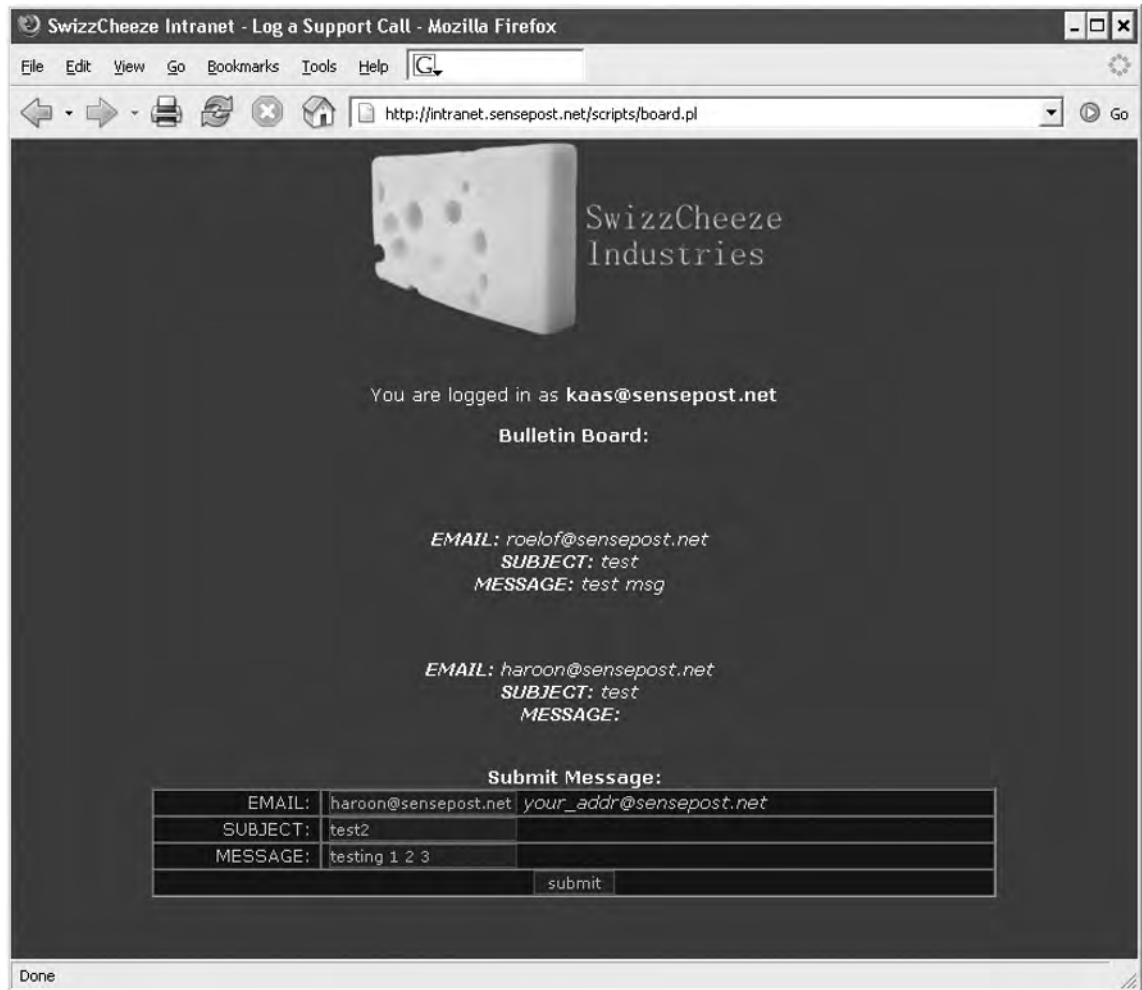 SwizzCheeze Intranet - Log a Support Call - Mozilla Firefox
File Edit View Go Bookmarks Tools Help G
http://intranet.sensepost.net/scripts/board.pl Go
SwizzCheeze
Industries
You are logged in as kaas@sensepost.net
Bulletin Board:
EMAIL: roelof@sensepost.net
SUBJECT: test
MESSAGE: test msg
EMAIL: haroon@sensepost.net
SUBJECT: test
MESSAGE:
Submit Message:
EMAIL: haroon@sensepost.net your_addr@sensepost.net
SUBJECT: test2
MESSAGE: testing 1 2 3
submit
Done